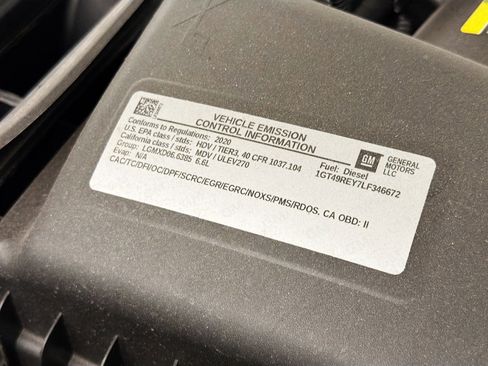 VEHICLE EMISSION
CONTROL INFORMATION
Conforms to Regulations: 2020
U.S. EPA class / stds: HDV / TIER3, 40 CFR 1037.104
California class / stds: MDV / ULEV270
Group: LGMXD06.6385 6.6L
Evap: N/A
Fuel: Diesel
1GT49REY7LF346672
CAC/TC/DFI/OC/DPF/SCRC/EGR/EGRC/NOXS/PMS/RDQS, CA OBD: II
GM
GENERAL
MOTORS
LLC